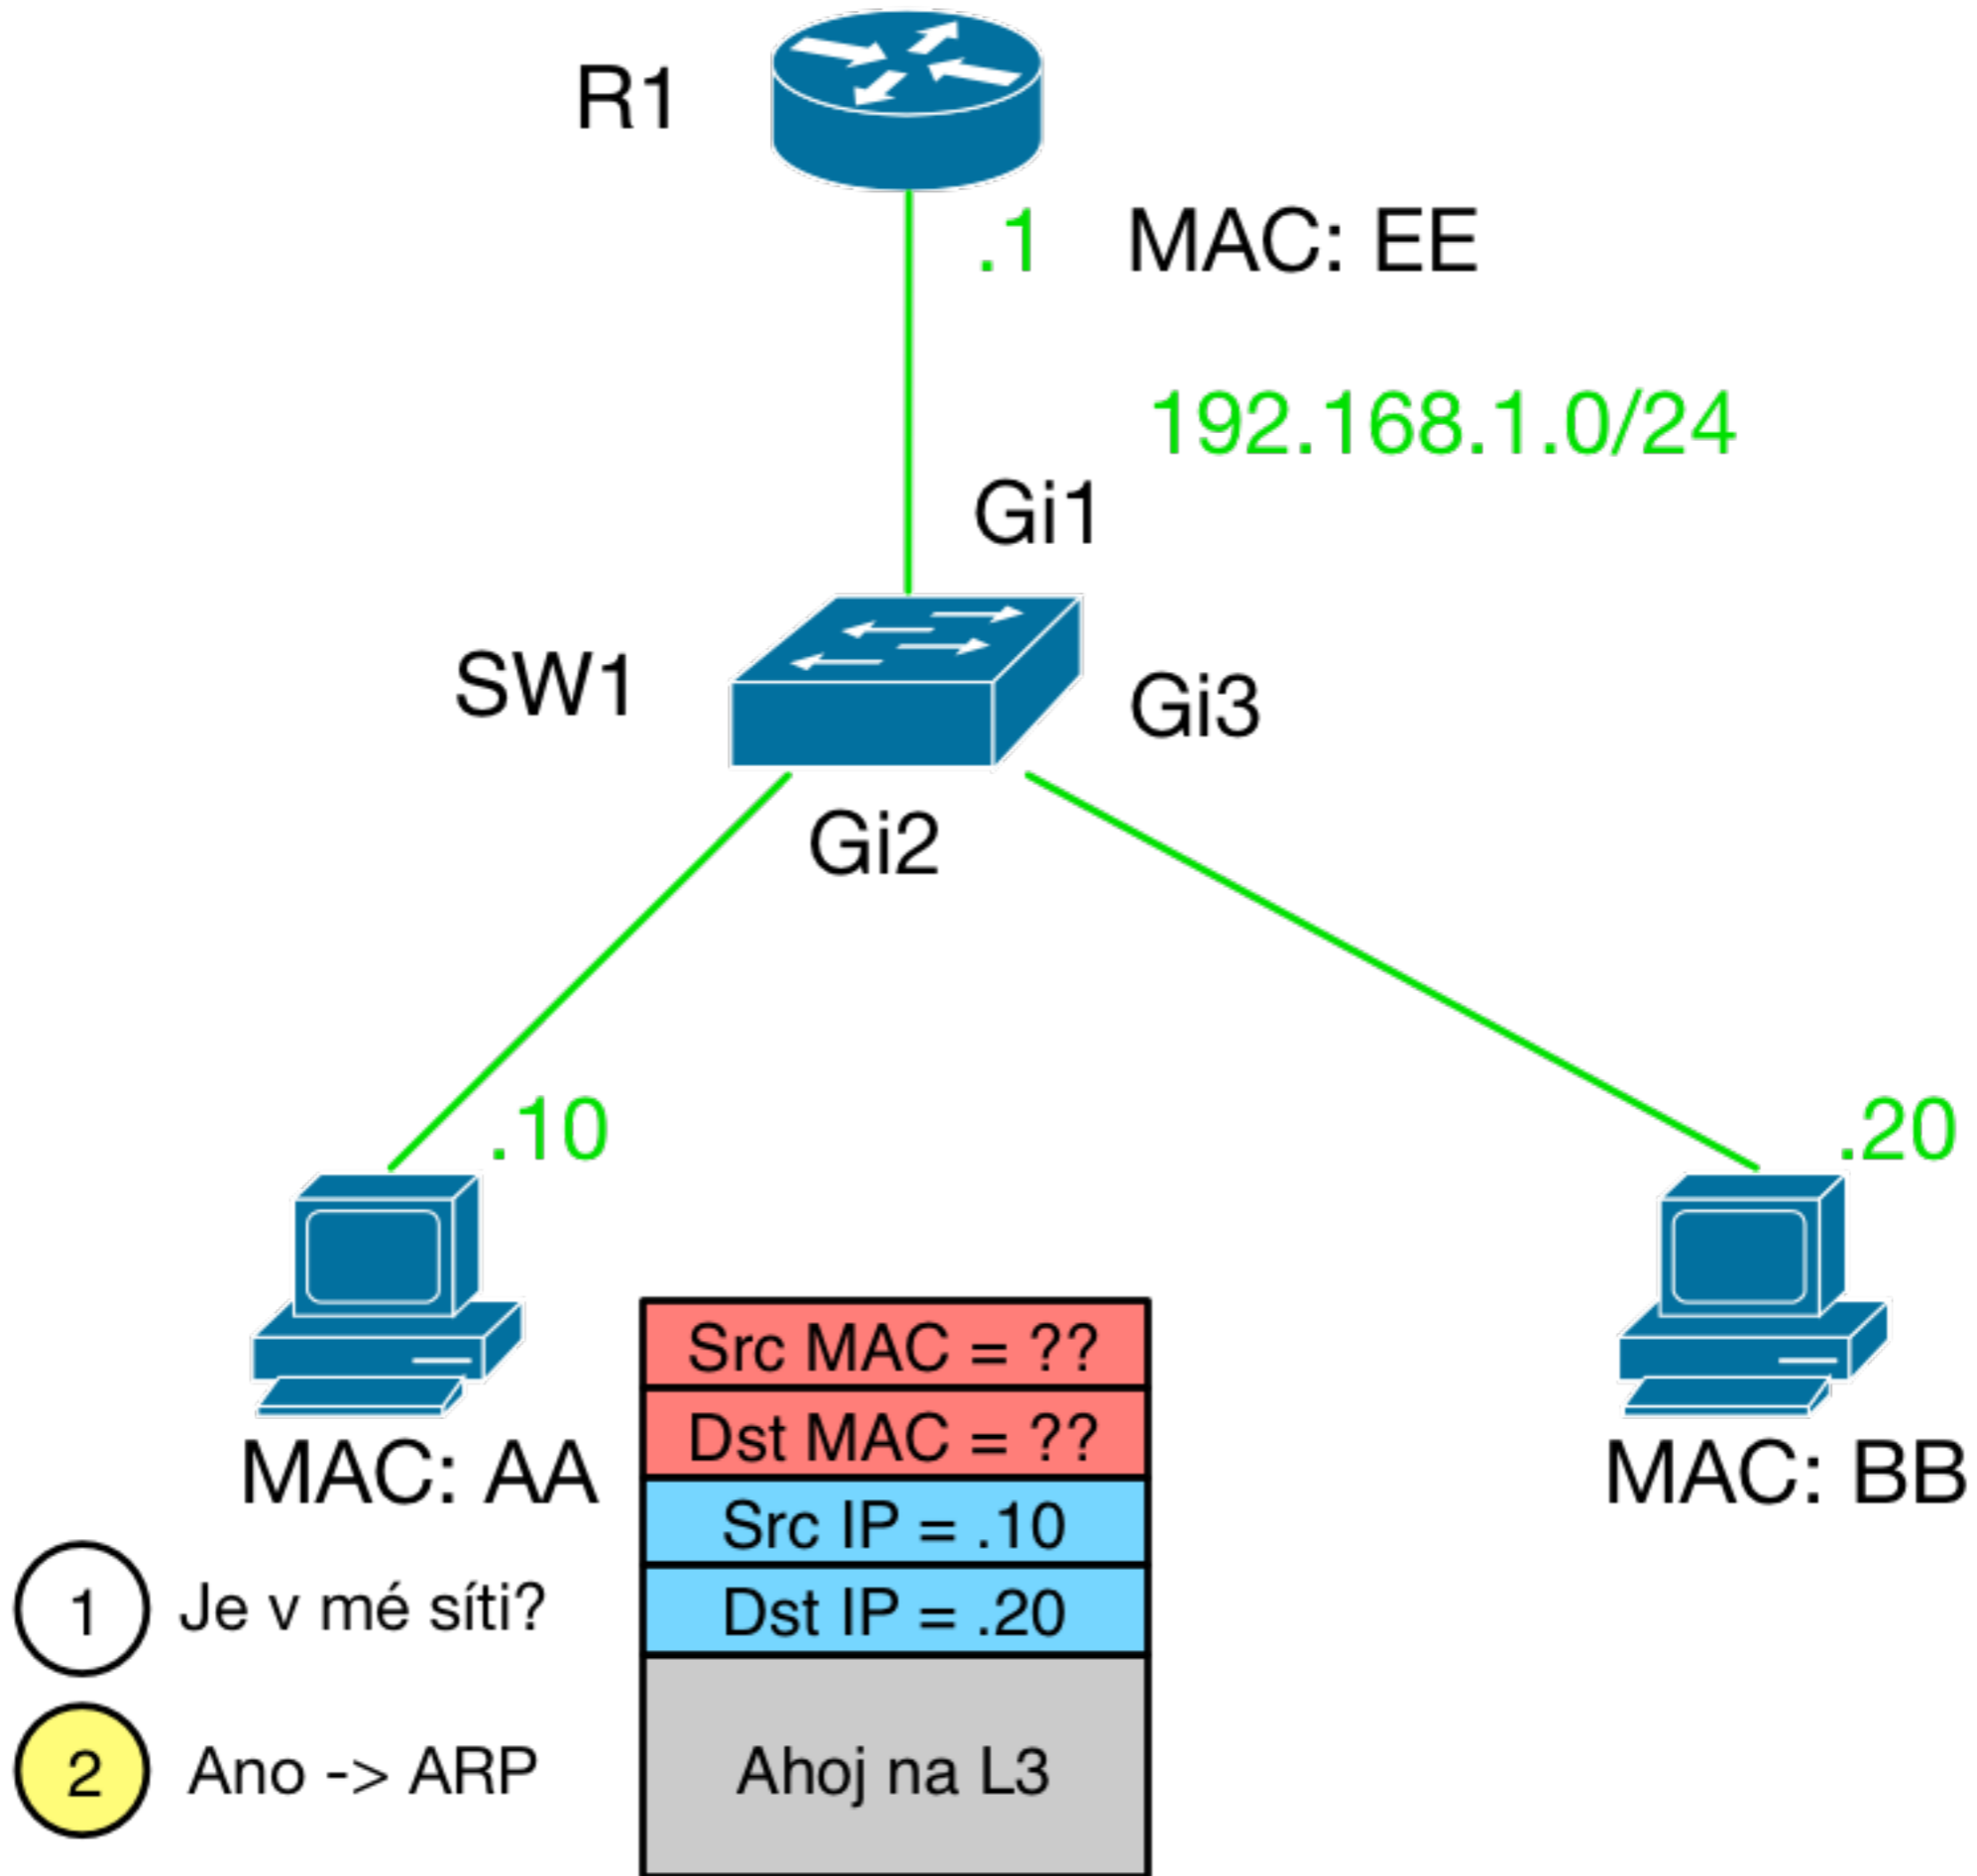 R1
.1
MAC: EE
192.168.1.0/24
Gi1
SW1
Gi3
Gi2
.10
.20
MAC: AA
MAC: BB
Src MAC = ??
Dst MAC = ??
Src IP = .10
Dst IP = .20
Ahoj na L3
1
Je v mé síti?
2
Ano -> ARP